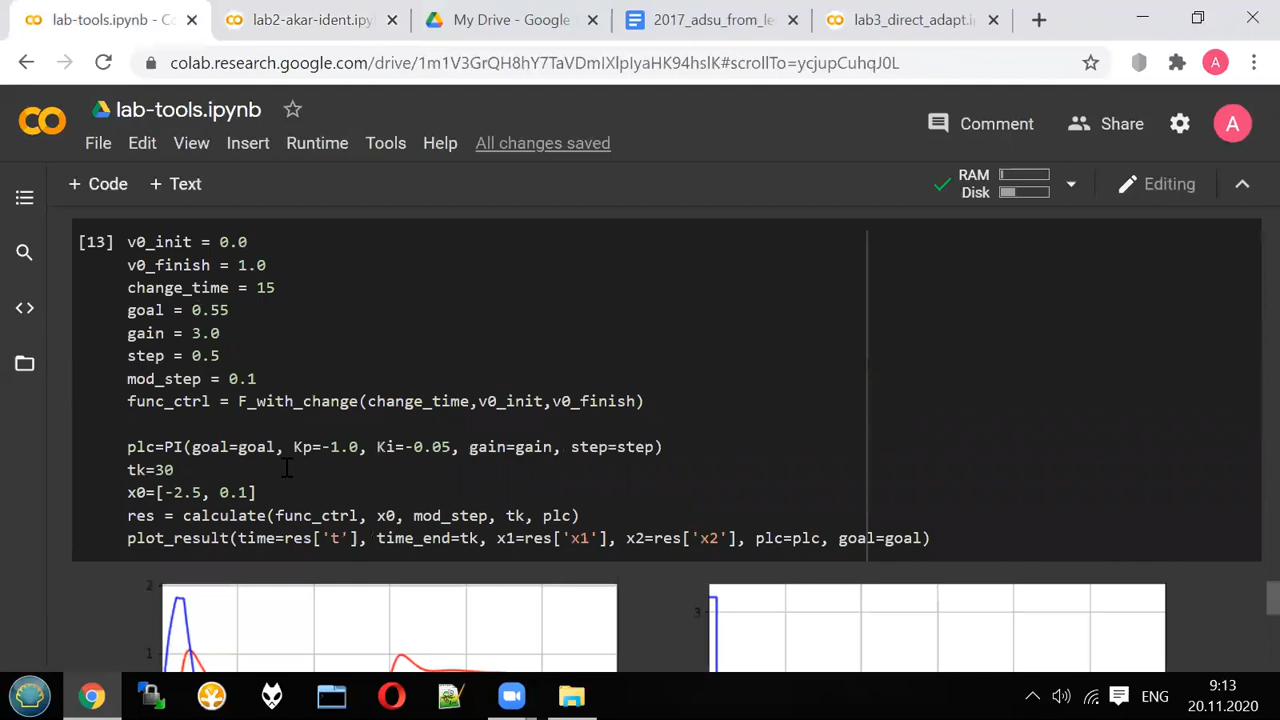 lab-tools.ipynb - Co
lab2-akar-ident.ip
My Drive - Google
2017_adsu_from_le
lab3_direct_adapt.i
colab.research.google.com/drive/1m1V3GrQH8hY7TaVDmIXlpIyaHK94hslK#scrollTo=ycjupCuhqJ0L
A
lab-tools.ipynb
Comment
Share
A
File
Edit
View
Insert
Runtime
Tools
Help
All changes saved
+ Code
+ Text
RAM
Disk
Editing
[13] v0_init = 0.0
v0_finish = 1.0
change_time = 15
goal = 0.55
gain = 3.0
step = 0.5
mod_step = 0.1
func_ctrl = F_with_change(change_time,v0_init,v0_finish)
plc=PI(goal=goal, Kp=-1.0, Ki=-0.05, gain=gain, step=step)
tk=30
x0=[-2.5, 0.1]
res = calculate(func_ctrl, x0, mod_step, tk, plc)
plot_result(time=res['t'], time_end=tk, x1=res['x1'], x2=res['x2'], plc=plc, goal=goal)
2
3
1
ENG
9:13
20.11.2020